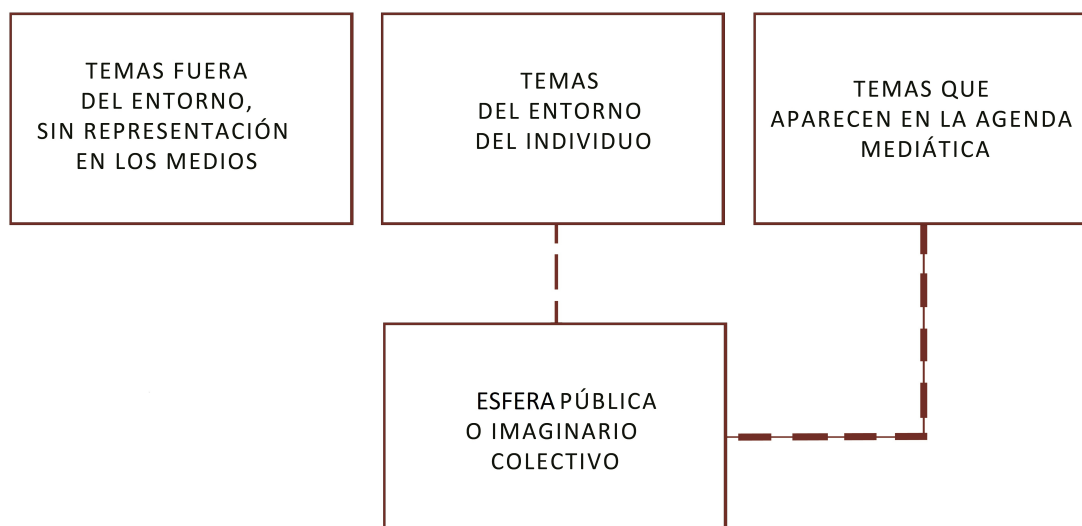 TEMAS FUERA
DEL ENTORNO,
SIN REPRESENTACIÓN
EN LOS MEDIOS
TEMAS
DEL ENTORNO
DEL INDIVIDUO
TEMAS QUE
APARECEN EN LA AGENDA
MEDIÁTICA
ESFERA PÚBLICA
O IMAGINARIO
COLECTIVO